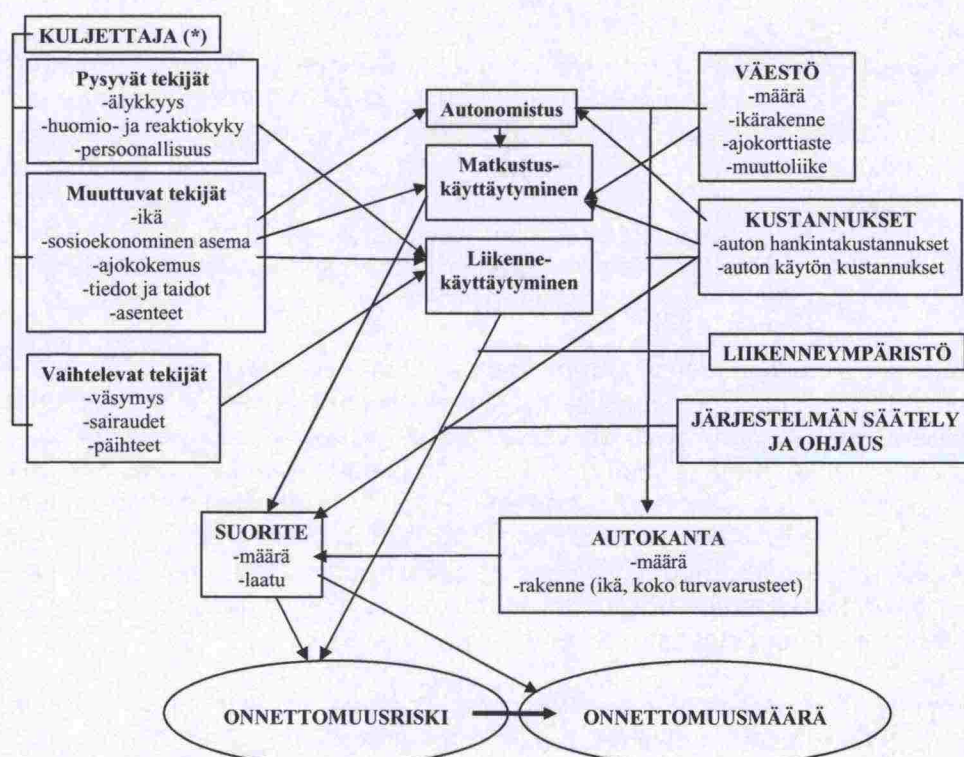 KULJETTAJA (*)
Pysyvät tekijät
-älykkyys
-huomio- ja reaktiokyky
-persoonallisuus
Muuttuvat tekijät
-ikä
-sosioekonominen asema
-ajokokemus
-tiedot ja taidot
-asenteet
Vaihtelevat tekijät
-väsymys
-sairaudet
-päihteet
Autonomistus
Matkustus-
käyttäytyminen
Liikenne-
käyttäytyminen
VÄESTÖ
-määrä
-ikärakenne
-ajokorttiaste
-muuttoliike
KUSTANNUKSET
-auton hankintakustannukset
-auton käytön kustannukset
LIIKENNEYMPÄRISTÖ
JÄRJESTELMÄN SÄÄTELY
JA OHJAUS
SUORITE
-määrä
-laatu
AUTOKANTA
-määrä
-rakenne (ikä, koko turvavarusteet)
ONNETTOMUUSRISKI
ONNETTOMUUSMÄÄRÄ